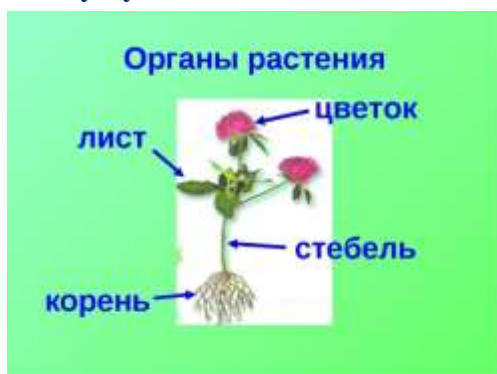 Органы растения
цветок
лист
стебель
корень